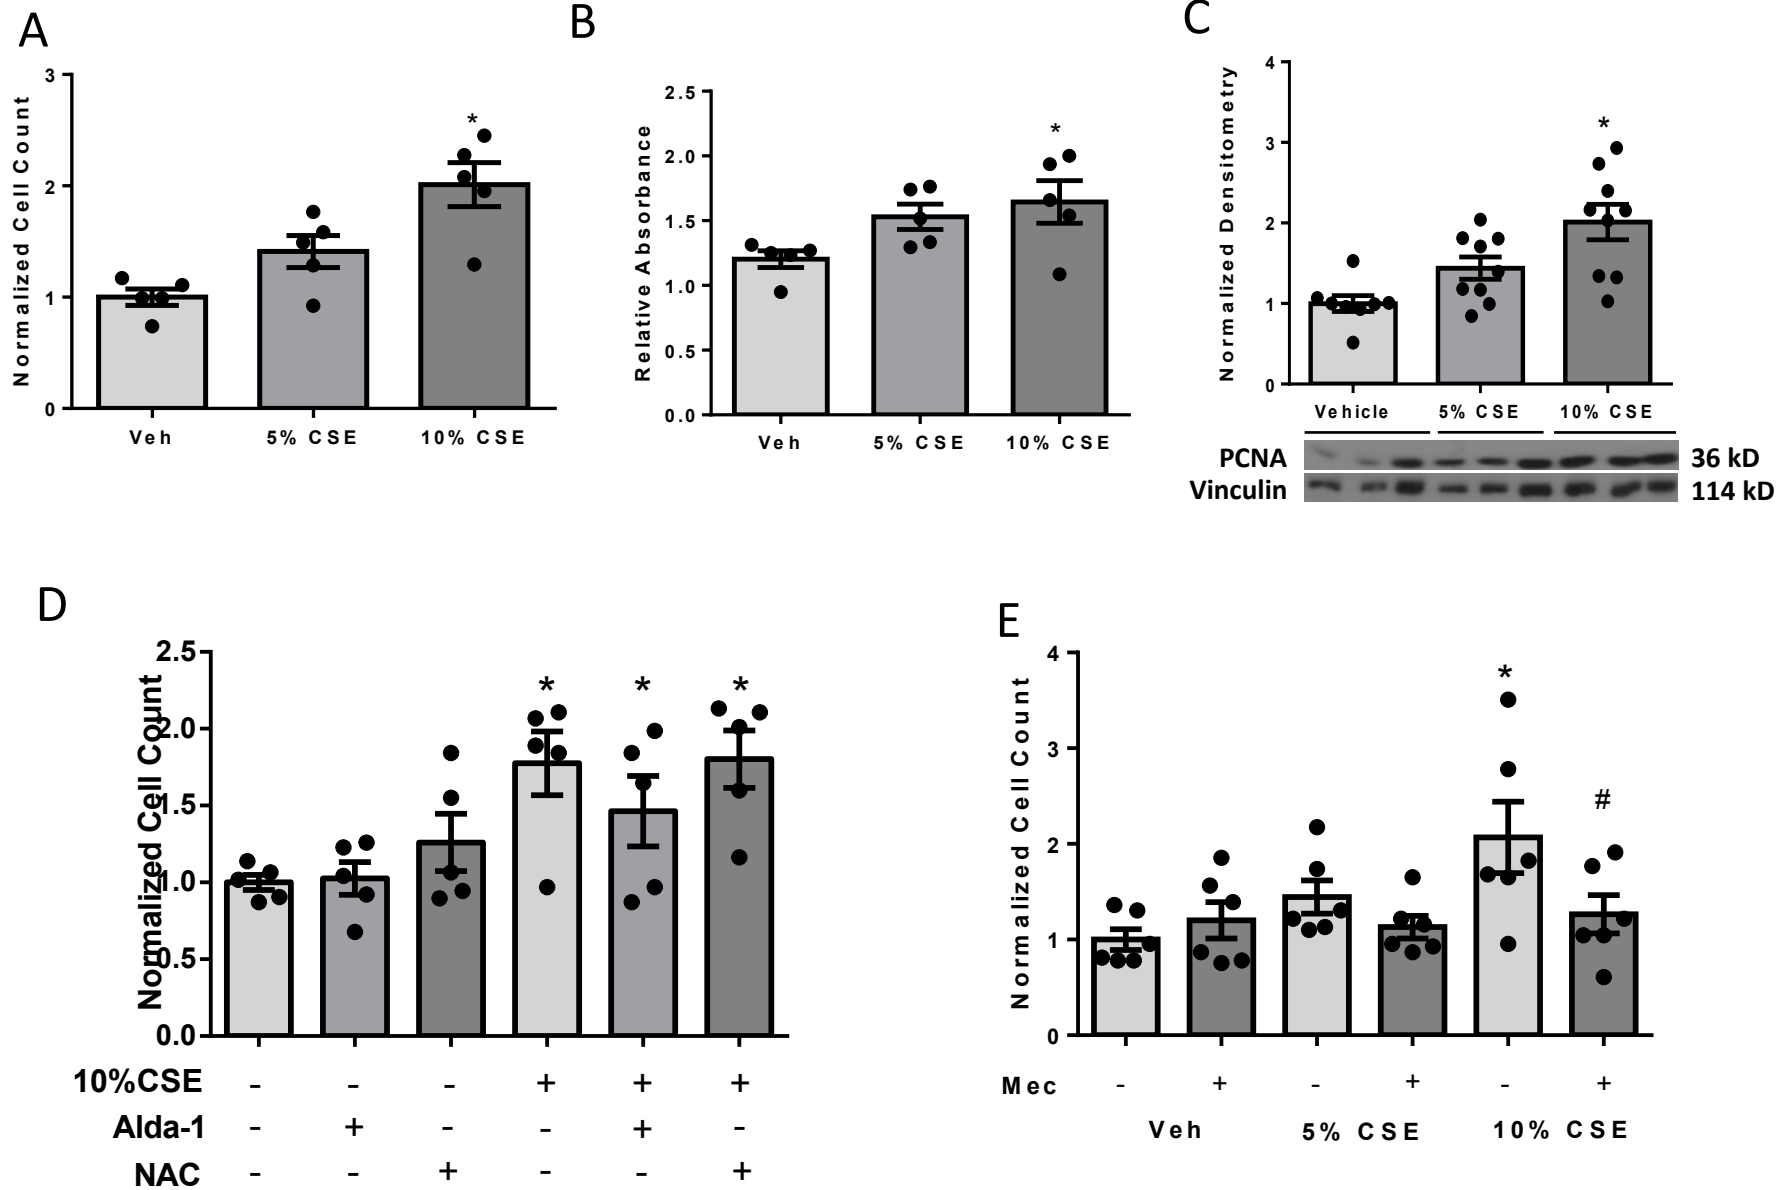 A
3
2
1
0
Normalized Cell Count
*
Veh 5% CSE 10% CSE
B
2.5
2.0
1.5
1.0
0.5
0.0
Relative Absorbance
*
Veh 5% CSE 10% CSE
C
4
3
2
1
0
Normalized Densitometry
*
Vehicle 5% CSE 10% CSE
PCNA 36 kD
Vinculin 114 kD
D
2.5
2.0
1.5
1.0
0.5
0.0
Normalized Cell Count
* * *
10%CSE - - - + + +
Alda-1 - + - - + -
NAC - - + - - +
E
4
3
2
1
0
Normalized Cell Count
*
#
Mec - + - + - +
Veh 5% CSE 10% CSE